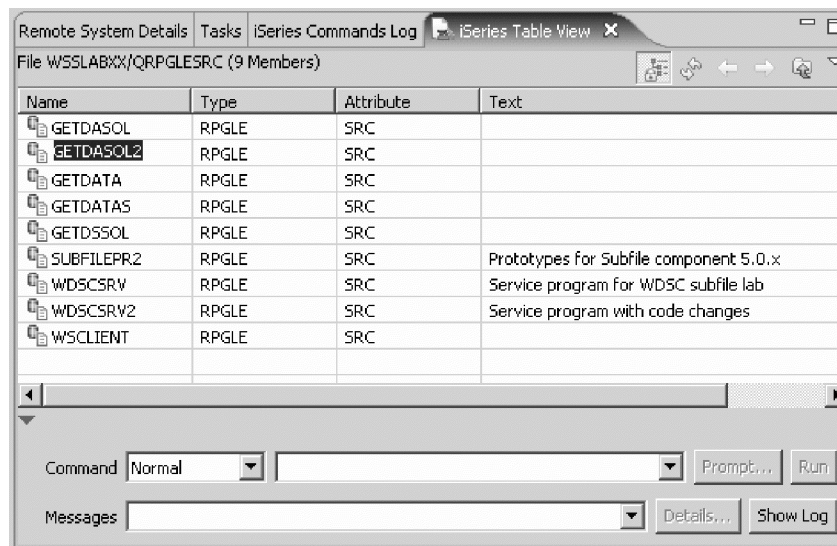 Remote System Details Tasks iSeries Commands Log iSeries Table View
File WSSLABXX/QRPGLESRC (9 Members)
Name Type Attribute Text
GETDASOL RPGLE SRC
GETDASOL2 RPGLE SRC
GETDATA RPGLE SRC
GETDATAS RPGLE SRC
GETDSSOL RPGLE SRC
SUBFILEPR2 RPGLE SRC Prototypes for Subfile component 5.0.x
WDSCSRV RPGLE SRC Service program for WDSC subfile lab
WDSCSRV2 RPGLE SRC Service program with code changes
WSCLIENT RPGLE SRC
Command Normal Prompt... Run
Messages Details... Show Log